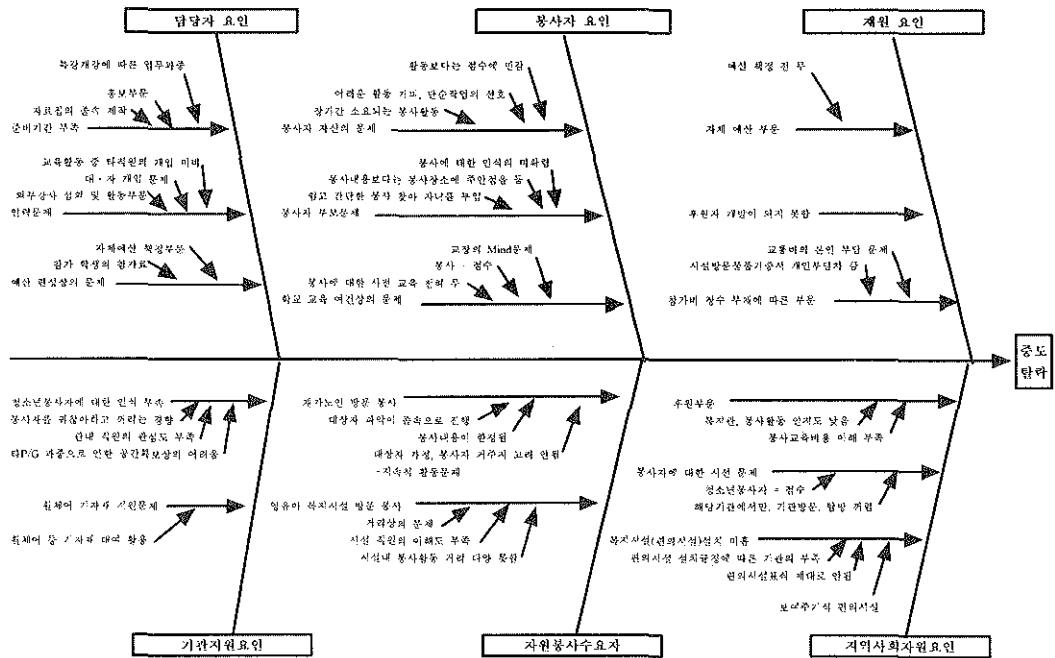 담당자 요인
봉사자 요인
재원 요인
특강개강에 따른 업무과중
홍보부문
자료집의 졸속 제작
준비기간 부족
교육활동 중 타직원의 개입 미비
대·자 개입 문제
외부강사 섭외 및 활동부문
인력문제
자체예산 책정부문
참가 학생의 참가료
예산 편성상의 문제
활동보다는 점수에 민감
어려운 활동 기피, 단순작업의 선호
장기간 소요되는 봉사활동
봉사자 자신의 문제
봉사에 대한 인식의 미확립
봉사내용보다는 봉사장소에 주안점을 둠
쉽고 간단한 봉사 찾아 자녀를 투입
봉사자 부모문제
교장의 Mind문제
봉사 = 점수
봉사에 대한 사전 교육 전혀 무
학교 교육 여건상의 문제
예산 책정 전 무
자체 예산 부문
후원자 개발이 되지 못함
교통비의 본인 부담 문제
시설방문봉품기증서 개인부담차 큼
참가비 징수 부재에 따른 부문
중도
탈락
청소년봉사자에 대한 인식 부족
봉사자를 귀찮아라고 꺼리는 경향
관내 직원의 관심도 부족
타P/G 과중으로 인한 공간확보상의 어려움
휠체어 기자재 지원문제
휠체어 등 기자재 대여 활용
재가노인 방문 봉사
대상자 파악이 졸속으로 진행
봉사내용이 한정됨
대상자 가정, 봉사자 거주지 고려 안됨
-지속적 활동문제
영유아 복지시설 방문 봉사
거리상의 문제
시설 직원의 이해도 부족
시설내 봉사활동 거리 다양 못함
후원부문
복지관, 봉사활동 인지도 낮음
봉사교육비용 이해 부족
봉사자에 대한 시선 문제
청소년봉사자 = 점수
해당기관에서만, 기관방문, 탐방 꺼림
복지시설(편의시설)설치 미흡
편의시설 설치규정에 따른 기관의 부족
편의시설표식 제대로 안됨
보여주기식 편의시설
기관지원요인
자원봉사수요자
지역사회자원요인